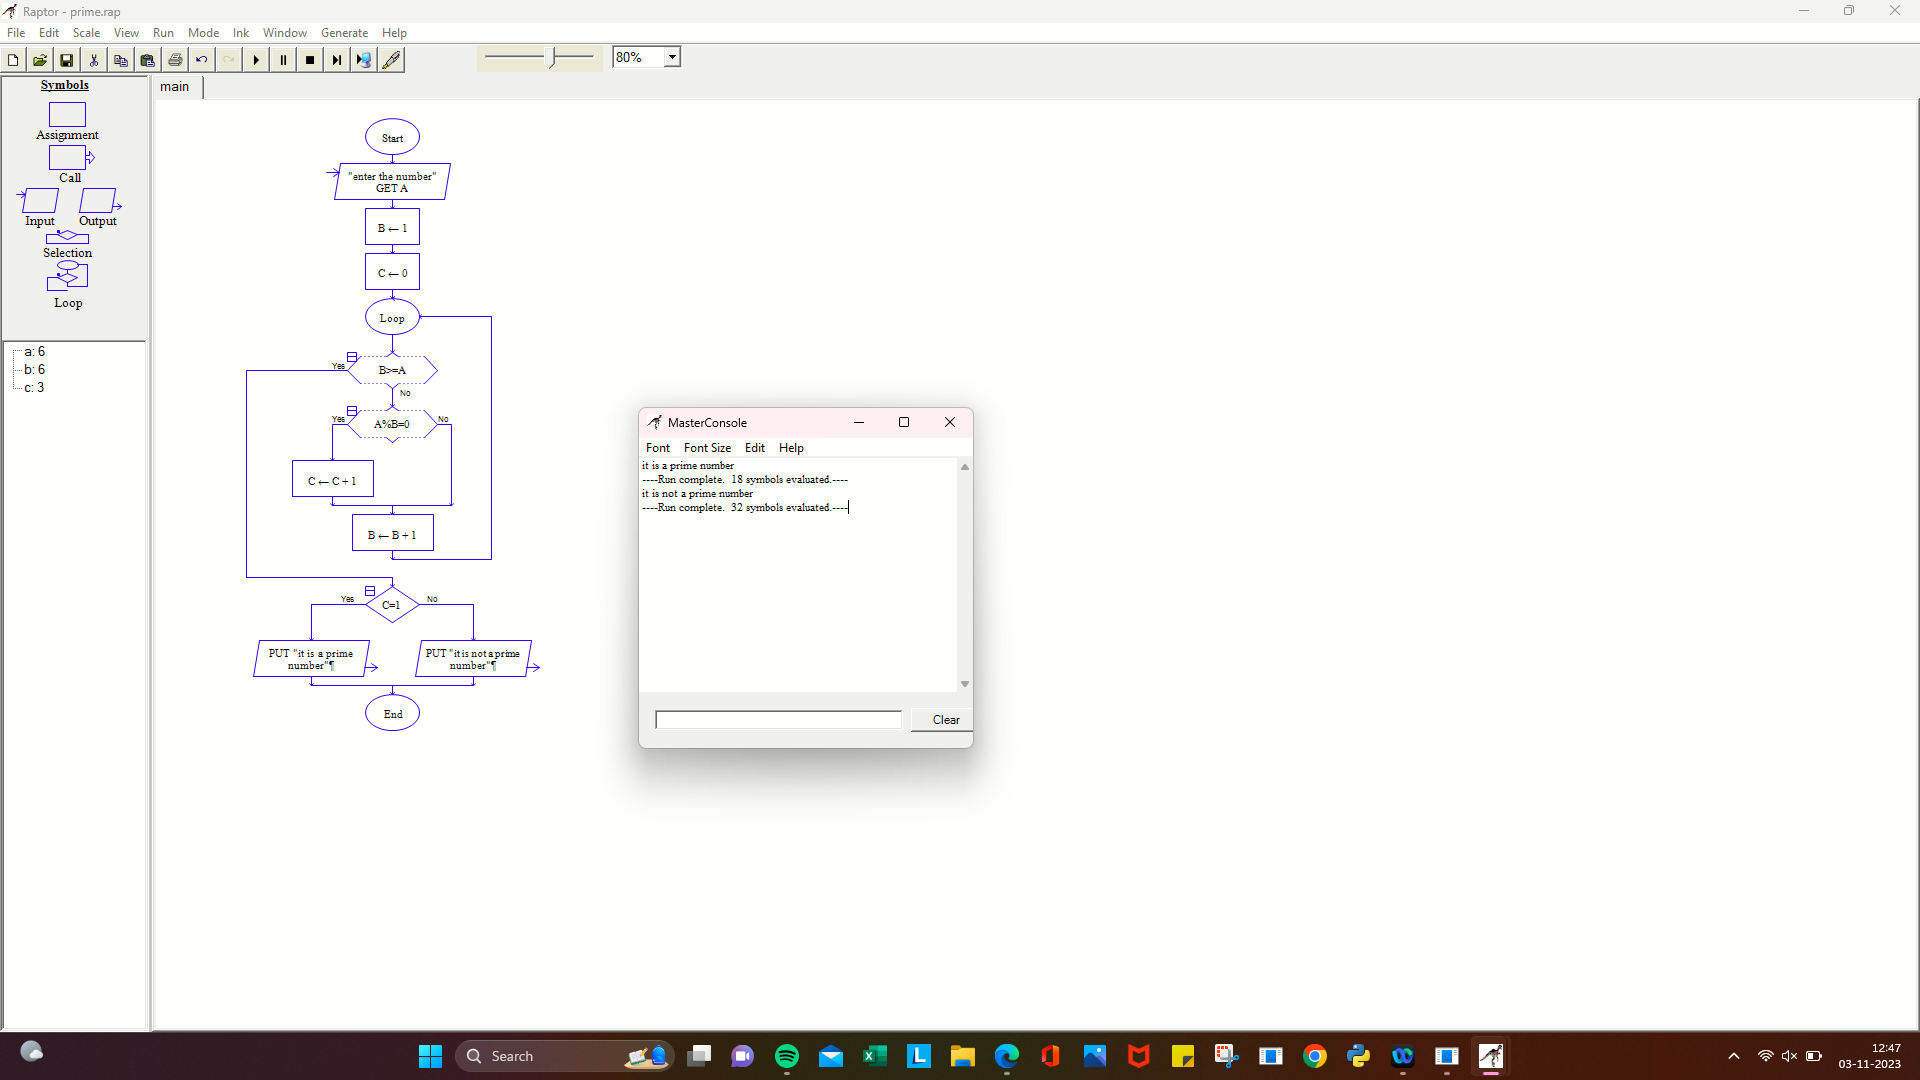 Raptor - prime.rap
File Edit Scale View Run Mode Ink Window Generate Help
80%
Symbols
main
Assignment
Call
Input Output
Selection
Loop
a: 6
b: 6
c: 3
Start
"enter the number"
GET A
B ← 1
C ← 0
Loop
Yes
B>=A
No
Yes
A%B=0
No
C ← C + 1
B ← B + 1
Yes
C=1
No
PUT "it is a prime
number"¶
PUT "it is not a prime
number"¶
End
MasterConsole
Font Font Size Edit Help
it is a prime number
----Run complete. 18 symbols evaluated.----
it is not a prime number
----Run complete. 32 symbols evaluated.----
Clear
Search
L
12:47
03-11-2023